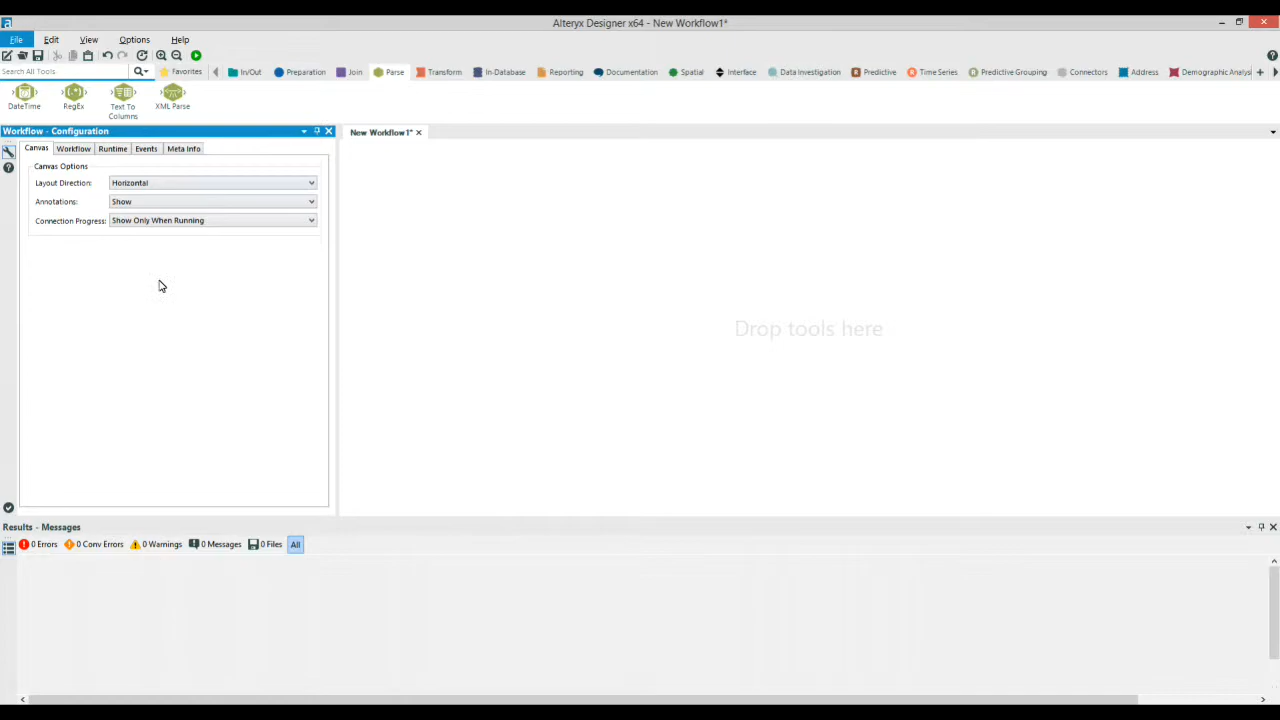 Alteryx Designer x64 - New Workflow1*
File Edit View Options Help
Search All Tools Favorites In/Out Preparation Join Parse Transform In-Database Reporting Documentation Spatial Interface Data Investigation Predictive Time Series Predictive Grouping Connectors Address Demographic Analys
DateTime RegEx Text To Columns XML Parse
Workflow - Configuration
New Workflow1*
Canvas Workflow Runtime Events Meta Info
Canvas Options
Layout Direction: Horizontal
Annotations: Show
Connection Progress: Show Only When Running
Drop tools here
Results - Messages
0 Errors 0 Conv Errors 0 Warnings 0 Messages 0 Files All